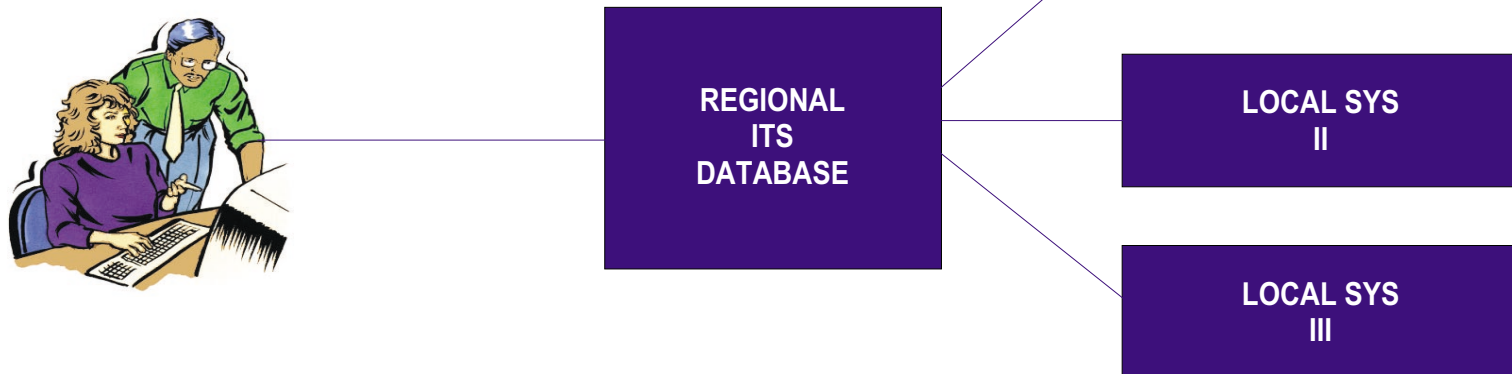 REGIONAL
ITS
DATABASE
LOCAL SYS
II
LOCAL SYS
III